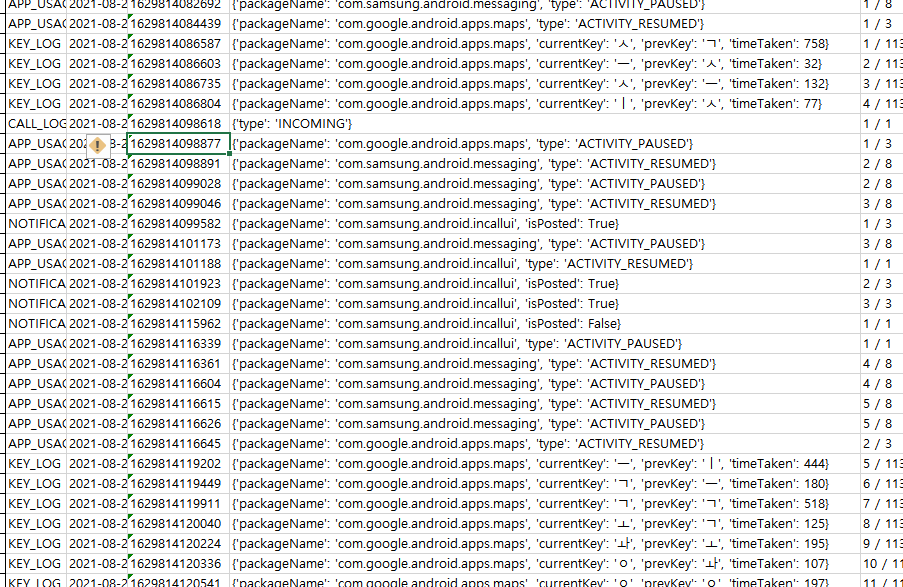 APP_USAG 2021-08-2 1629814082692 {'packageName': 'com.samsung.android.messaging', 'type': 'ACTIVITY_PAUSED'} 1 / 8
APP_USAG 2021-08-2 1629814084439 {'packageName': 'com.google.android.apps.maps', 'type': 'ACTIVITY_RESUMED'} 1 / 3
KEY_LOG 2021-08-2 1629814086587 {'packageName': 'com.google.android.apps.maps', 'currentKey': 'ㅅ', 'prevKey': 'ㄱ', 'timeTaken': 758} 1 / 113
KEY_LOG 2021-08-2 1629814086603 {'packageName': 'com.google.android.apps.maps', 'currentKey': 'ㅡ', 'prevKey': 'ㅅ', 'timeTaken': 32} 2 / 113
KEY_LOG 2021-08-2 1629814086735 {'packageName': 'com.google.android.apps.maps', 'currentKey': 'ㅅ', 'prevKey': 'ㅡ', 'timeTaken': 132} 3 / 113
KEY_LOG 2021-08-2 1629814086804 {'packageName': 'com.google.android.apps.maps', 'currentKey': 'ㅣ', 'prevKey': 'ㅅ', 'timeTaken': 77} 4 / 113
CALL_LOG 2021-08-2 1629814098618 {'type': 'INCOMING'} 1 / 1
APP_USAG 202 8-2 1629814098877 {'packageName': 'com.google.android.apps.maps', 'type': 'ACTIVITY_PAUSED'} 1 / 3
APP_USAG 2021-08-2 1629814098891 {'packageName': 'com.samsung.android.messaging', 'type': 'ACTIVITY_RESUMED'} 2 / 8
APP_USAG 2021-08-2 1629814099028 {'packageName': 'com.samsung.android.messaging', 'type': 'ACTIVITY_PAUSED'} 2 / 8
APP_USAG 2021-08-2 1629814099046 {'packageName': 'com.samsung.android.messaging', 'type': 'ACTIVITY_RESUMED'} 3 / 8
NOTIFICA 2021-08-2 1629814099582 {'packageName': 'com.samsung.android.incallui', 'isPosted': True} 1 / 3
APP_USAG 2021-08-2 1629814101173 {'packageName': 'com.samsung.android.messaging', 'type': 'ACTIVITY_PAUSED'} 3 / 8
APP_USAG 2021-08-2 1629814101188 {'packageName': 'com.samsung.android.incallui', 'type': 'ACTIVITY_RESUMED'} 1 / 1
NOTIFICA 2021-08-2 1629814101923 {'packageName': 'com.samsung.android.incallui', 'isPosted': True} 2 / 3
NOTIFICA 2021-08-2 1629814102109 {'packageName': 'com.samsung.android.incallui', 'isPosted': True} 3 / 3
NOTIFICA 2021-08-2 1629814115962 {'packageName': 'com.samsung.android.incallui', 'isPosted': False} 1 / 1
APP_USAG 2021-08-2 1629814116339 {'packageName': 'com.samsung.android.incallui', 'type': 'ACTIVITY_PAUSED'} 1 / 1
APP_USAG 2021-08-2 1629814116361 {'packageName': 'com.samsung.android.messaging', 'type': 'ACTIVITY_RESUMED'} 4 / 8
APP_USAG 2021-08-2 1629814116604 {'packageName': 'com.samsung.android.messaging', 'type': 'ACTIVITY_PAUSED'} 4 / 8
APP_USAG 2021-08-2 1629814116615 {'packageName': 'com.samsung.android.messaging', 'type': 'ACTIVITY_RESUMED'} 5 / 8
APP_USAG 2021-08-2 1629814116626 {'packageName': 'com.samsung.android.messaging', 'type': 'ACTIVITY_PAUSED'} 5 / 8
APP_USAG 2021-08-2 1629814116645 {'packageName': 'com.google.android.apps.maps', 'type': 'ACTIVITY_RESUMED'} 2 / 3
KEY_LOG 2021-08-2 1629814119202 {'packageName': 'com.google.android.apps.maps', 'currentKey': 'ㅡ', 'prevKey': 'ㅣ', 'timeTaken': 444} 5 / 113
KEY_LOG 2021-08-2 1629814119449 {'packageName': 'com.google.android.apps.maps', 'currentKey': 'ㄱ', 'prevKey': 'ㅡ', 'timeTaken': 180} 6 / 113
KEY_LOG 2021-08-2 1629814119911 {'packageName': 'com.google.android.apps.maps', 'currentKey': 'ㄱ', 'prevKey': 'ㄱ', 'timeTaken': 518} 7 / 113
KEY_LOG 2021-08-2 1629814120040 {'packageName': 'com.google.android.apps.maps', 'currentKey': 'ㅗ', 'prevKey': 'ㄱ', 'timeTaken': 125} 8 / 113
KEY_LOG 2021-08-2 1629814120224 {'packageName': 'com.google.android.apps.maps', 'currentKey': 'ㅘ', 'prevKey': 'ㅗ', 'timeTaken': 195} 9 / 113
KEY_LOG 2021-08-2 1629814120336 {'packageName': 'com.google.android.apps.maps', 'currentKey': 'ㅇ', 'prevKey': 'ㅘ', 'timeTaken': 107} 10 / 11
KEY_LOG 2021-08-2 1629814120541 {'packageName': 'com.google.android.apps.maps', 'currentKey': 'ㅇ', 'prevKey': 'ㅇ', 'timeTaken': 197} 11 / 11